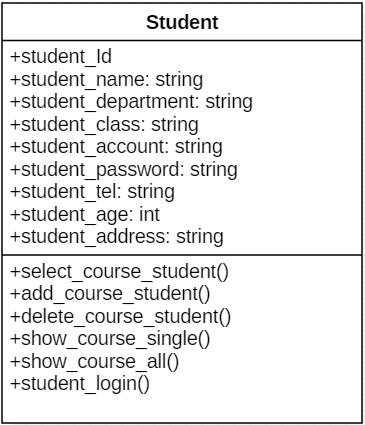 Student
+student_Id
+student_name: string
+student_department: string
+student_class: string
+student_account: string
+student_password: string
+student_tel: string
+student_age: int
+student_address: string
+select_course_student()
+add_course_student()
+delete_course_student()
+show_course_single()
+show_course_all()
+student_login()